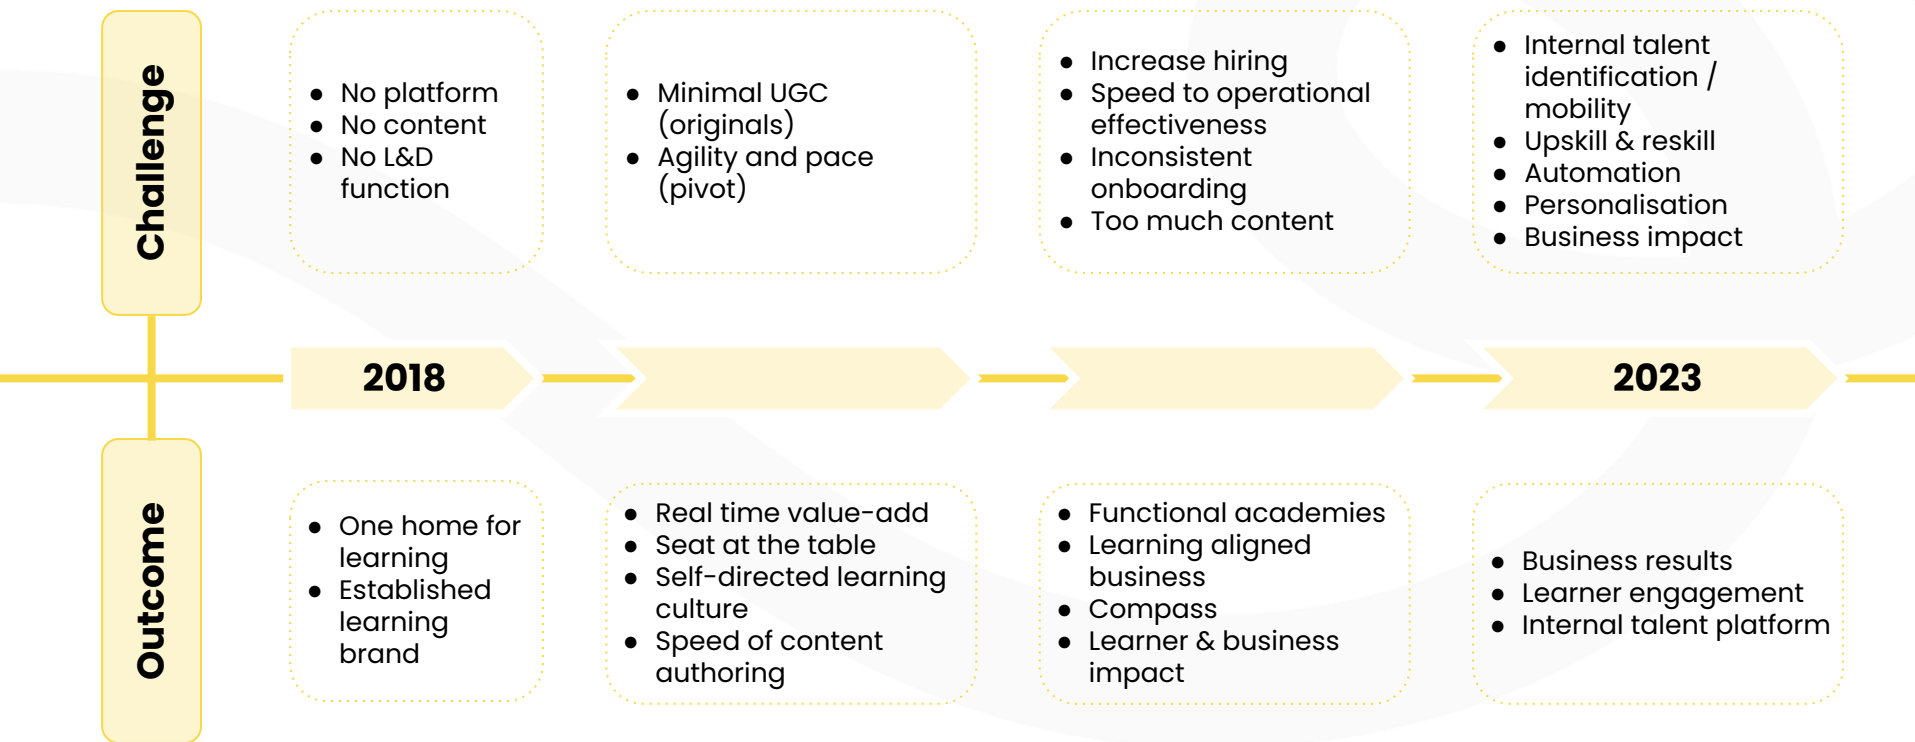 Challenge
● No platform
● No content
● No L&D
function
● Minimal UGC
(originals)
● Agility and pace
(pivot)
● Increase hiring
● Speed to operational
effectiveness
● Inconsistent
onboarding
● Too much content
● Internal talent
identification /
mobility
● Upskill & reskill
● Automation
● Personalisation
● Business impact
2018
2023
Outcome
● One home for
learning
● Established
learning
brand
● Real time value-add
● Seat at the table
● Self-directed learning
culture
● Speed of content
authoring
● Functional academies
● Learning aligned
business
● Compass
● Learner & business
impact
● Business results
● Learner engagement
● Internal talent platform